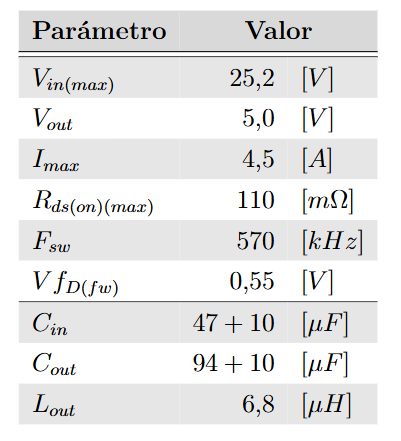 Parámetro Valor
V_{in(max)} 25,2 [V]
V_{out} 5,0 [V]
I_{max} 4,5 [A]
R_{ds(on)(max)} 110 [mΩ]
F_{sw} 570 [kHz]
Vf_{D(fw)} 0,55 [V]
C_{in} 47 + 10 [μF]
C_{out} 94 + 10 [μF]
L_{out} 6,8 [μH]